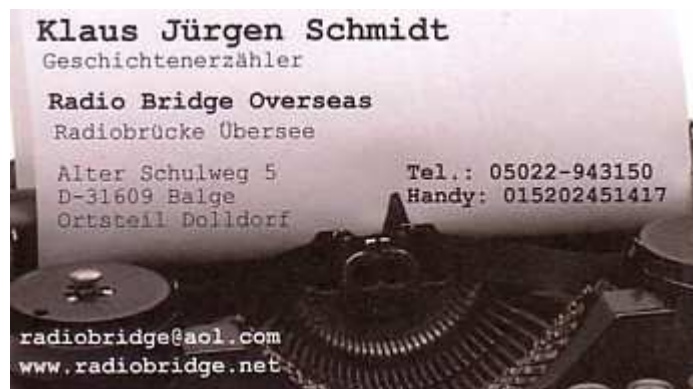 Klaus Jürgen Schmidt
Geschichtenerzähler
Radio Bridge Overseas
Radiobrücke Übersee
Alter Schulweg 5
D-31609 Balge
Ortsteil Dolldorf
Tel.: 05022-943150
Handy: 015202451417
radiobridge@aol.com
www.radiobridge.net